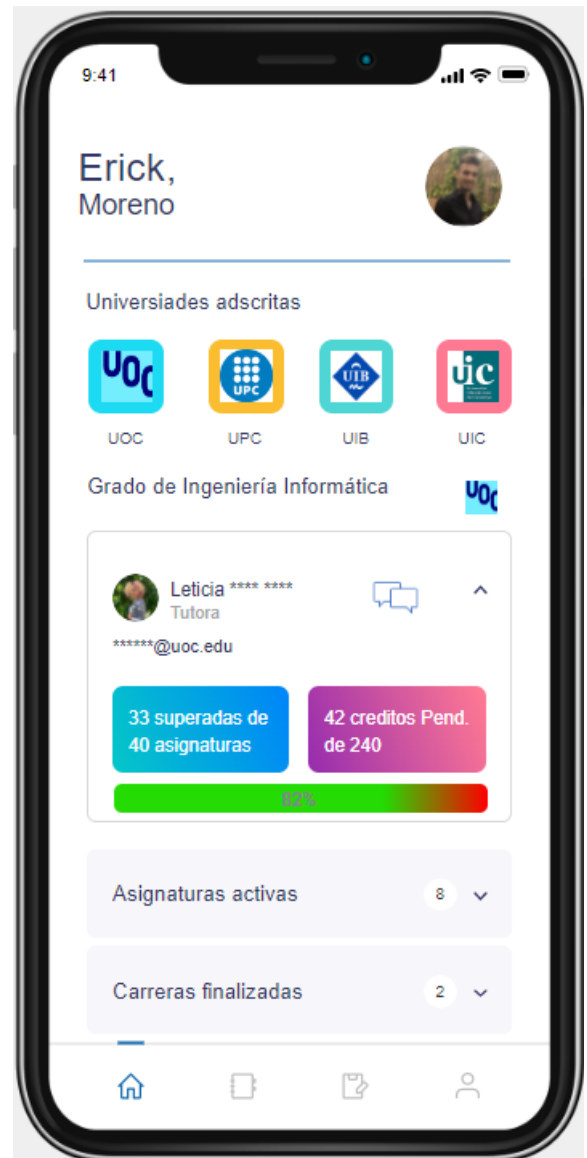 9:41
Erick,
Moreno
Universiades adscritas
UOC UPC UIB uic
UOC UPC UIB UIC
Grado de Ingeniería Informática UOC
Leticia **** ****
Tutora
******@uoc.edu
33 superadas de
40 asignaturas
42 creditos Pend.
de 240
82%
Asignaturas activas 8
Carreras finalizadas 2